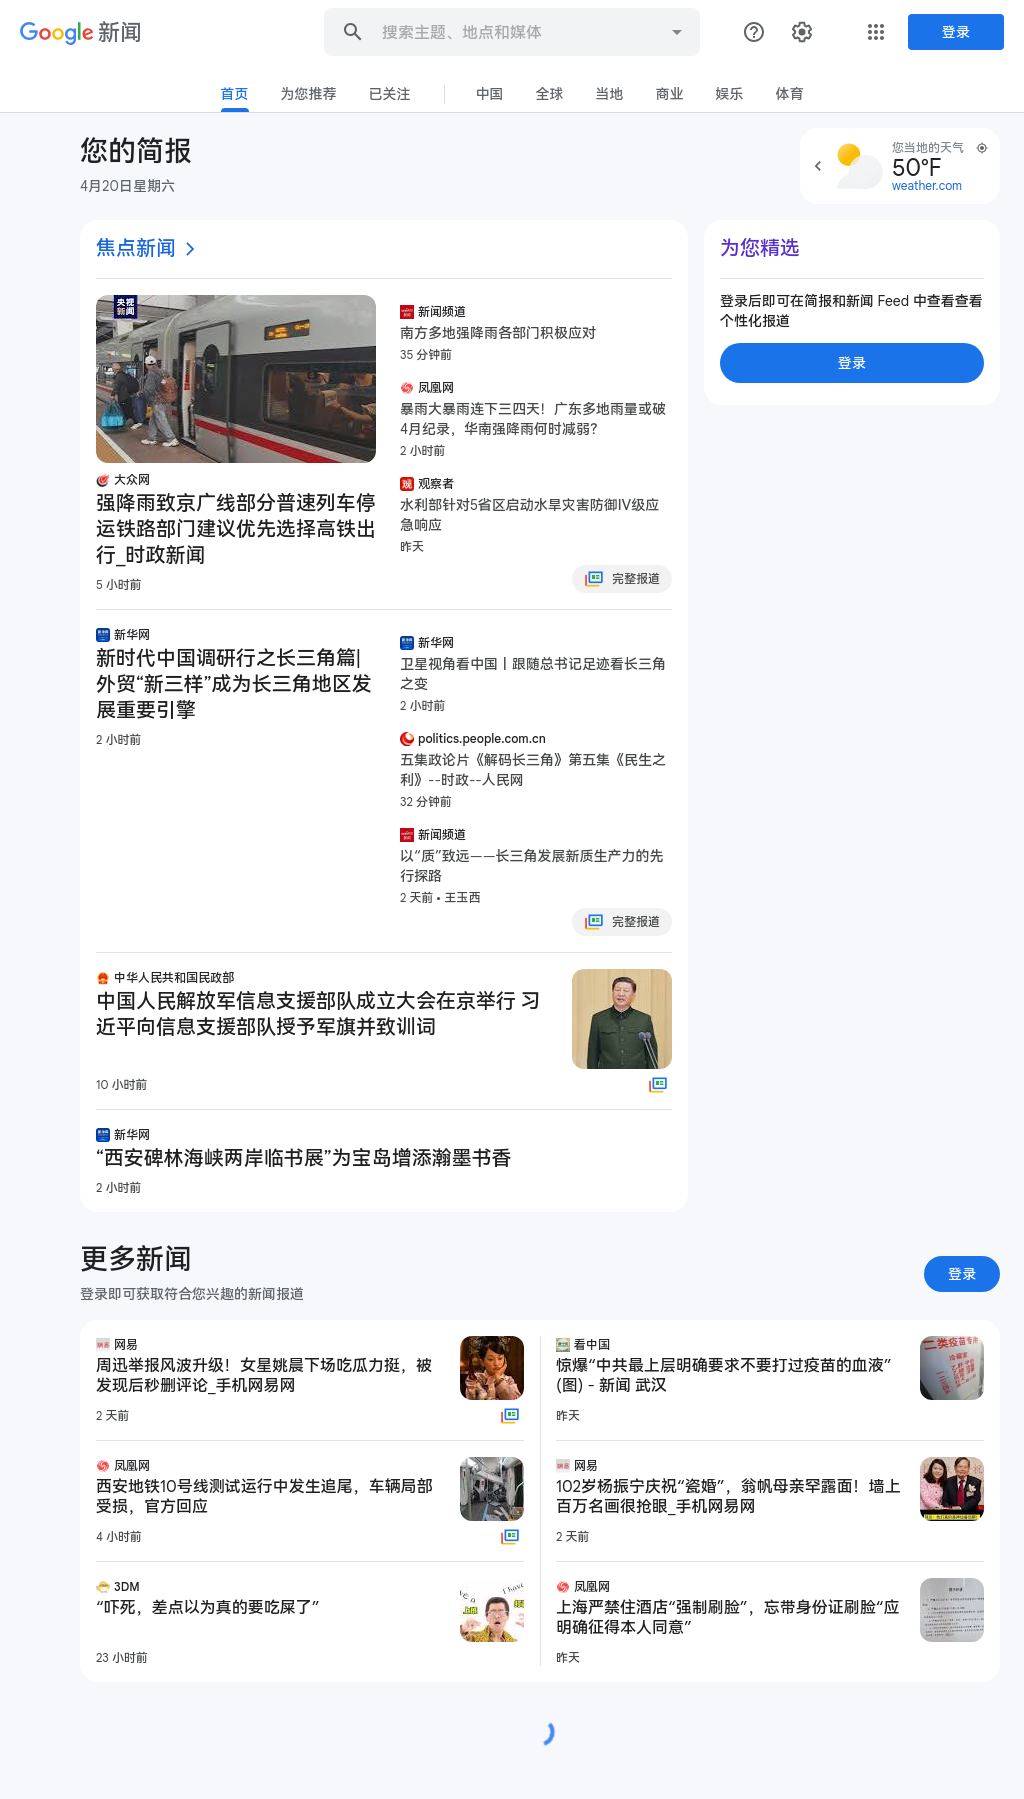 Google 新闻
搜索主题、地点和媒体
登录
首页
为您推荐
已关注
中国
全球
当地
商业
娱乐
体育
您的简报
4月20日星期六
您当地的天气
50°F
weather.com
焦点新闻
央视
新闻
大众网
强降雨致京广线部分普速列车停
运铁路部门建议优先选择高铁出
行_时政新闻
5 小时前
新闻频道
南方多地强降雨各部门积极应对
35 分钟前
凤凰网
暴雨大暴雨连下三四天！广东多地雨量或破
4月纪录，华南强降雨何时减弱？
2 小时前
观察者
水利部针对5省区启动水旱灾害防御IV级应
急响应
昨天
完整报道
为您精选
登录后即可在简报和新闻 Feed 中查看查看
个性化报道
登录
新华网
新时代中国调研行之长三角篇|
外贸“新三样”成为长三角地区发
展重要引擎
2 小时前
新华网
卫星视角看中国丨跟随总书记足迹看长三角
之变
2 小时前
politics.people.com.cn
五集政论片《解码长三角》第五集《民生之
利》--时政--人民网
32 分钟前
新闻频道
以“质”致远——长三角发展新质生产力的先
行探路
2 天前 • 王玉西
完整报道
中华人民共和国民政部
中国人民解放军信息支援部队成立大会在京举行 习
近平向信息支援部队授予军旗并致训词
10 小时前
新华网
“西安碑林海峡两岸临书展”为宝岛增添瀚墨书香
2 小时前
更多新闻
登录即可获取符合您兴趣的新闻报道
登录
网易
周迅举报风波升级！女星姚晨下场吃瓜力挺，被
发现后秒删评论_手机网易网
2 天前
看中国
惊爆“中共最上层明确要求不要打过疫苗的血液”
(图) - 新闻 武汉
昨天
二类疫苗专用
凤凰网
西安地铁10号线测试运行中发生追尾，车辆局部
受损，官方回应
4 小时前
网易
102岁杨振宁庆祝“瓷婚”，翁帆母亲罕露面！墙上
百万名画很抢眼_手机网易网
2 天前
3DM
“吓死，差点以为真的要吃屎了”
23 小时前
凤凰网
上海严禁住酒店“强制刷脸”，忘带身份证刷脸“应
明确征得本人同意”
昨天